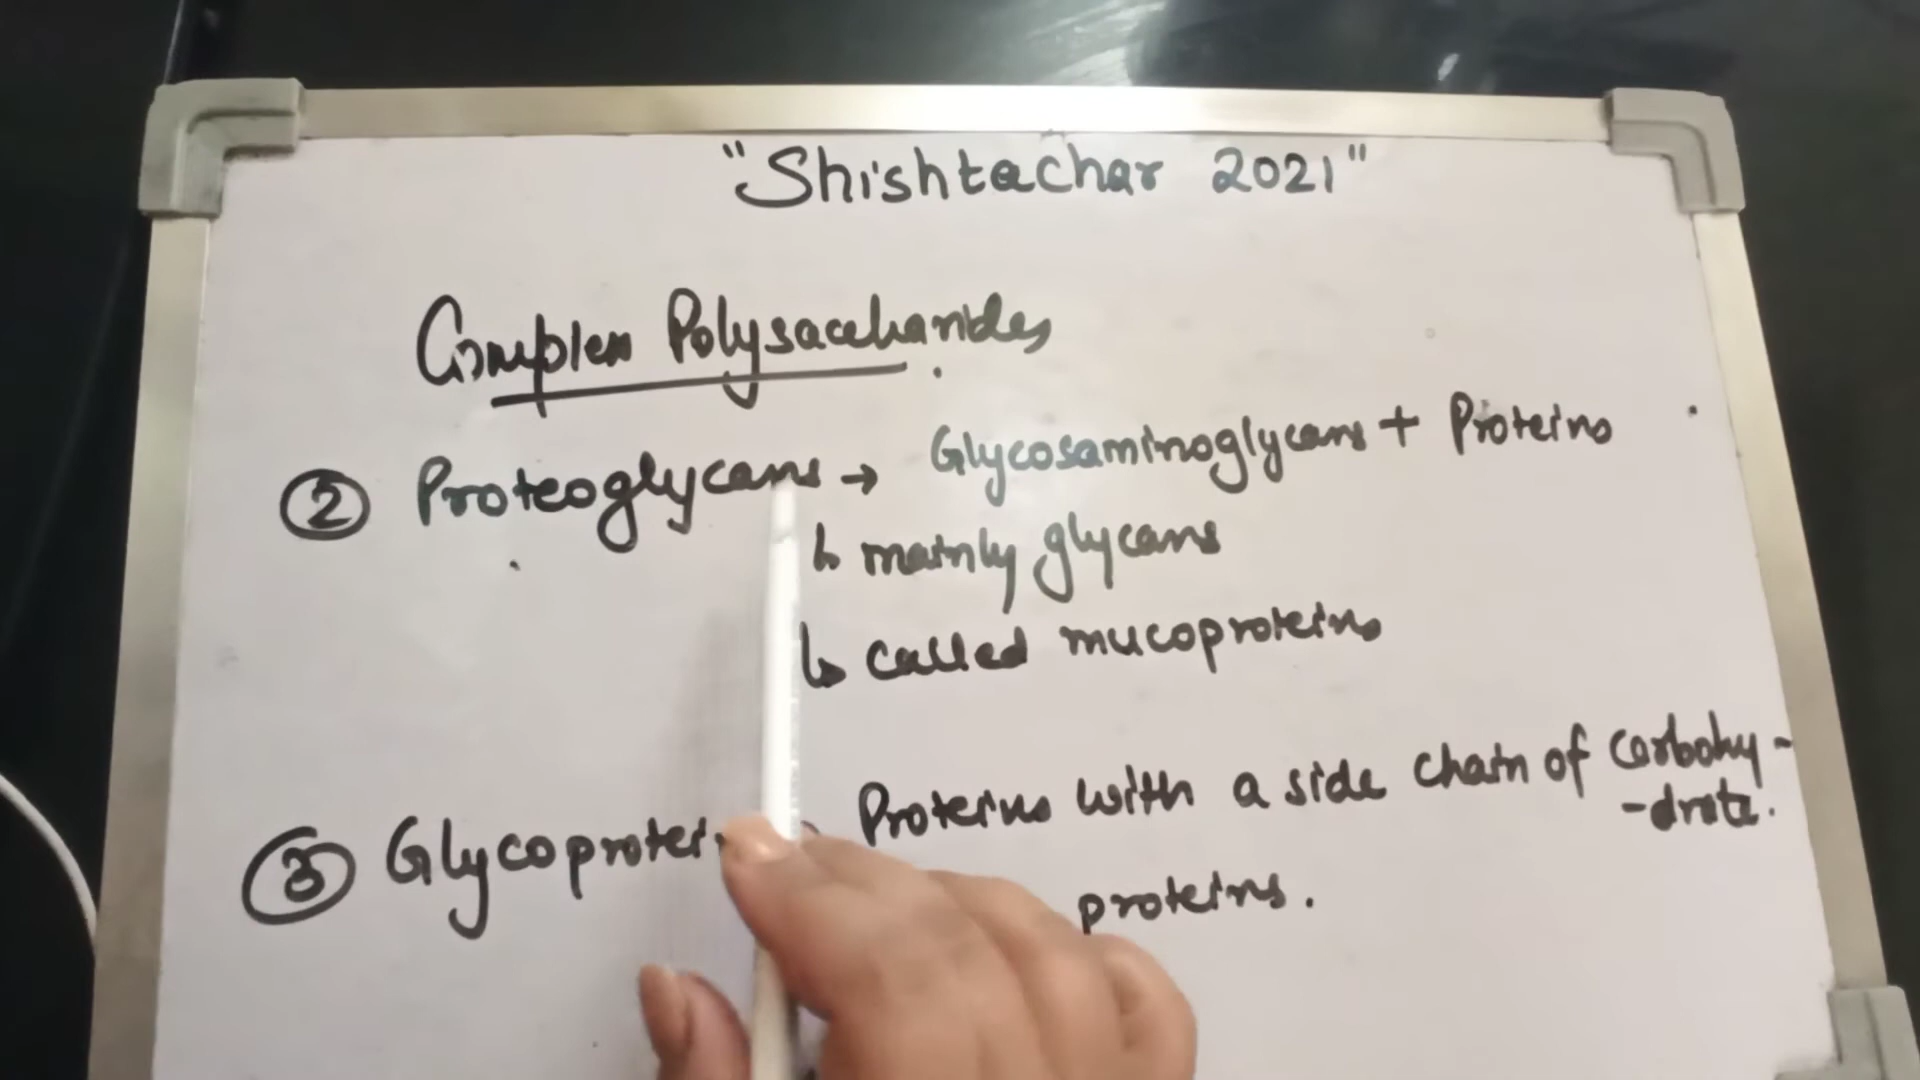 "Shishtachar 2021"
Complex Polysaccharides
② Proteoglycans → Glycosaminoglycans + Proteins
↳ mainly glycans
↳ called mucoproteins
③ Glycoprotein Proteins with a side chain of carbohy-
-drate.
proteins.